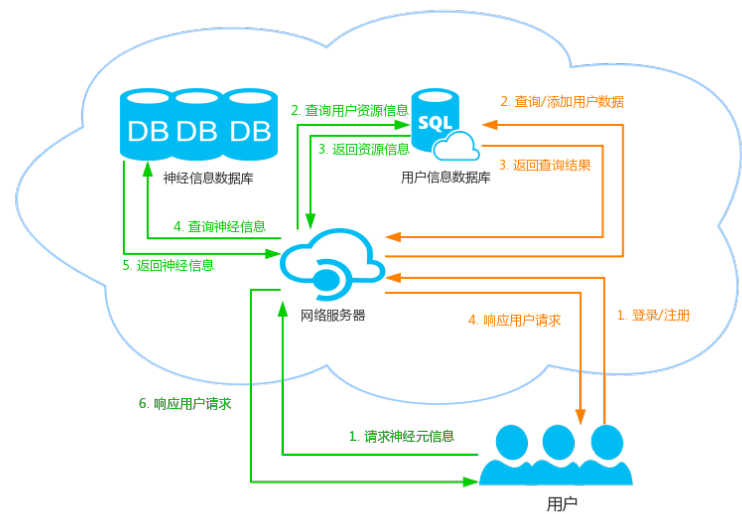 2. 查询用户资源信息
2. 查询/添加用户数据
DB DB DB
SQL
3. 返回资源信息
3. 返回查询结果
神经信息数据库
用户信息数据库
4. 查询神经信息
5. 返回神经信息
网络服务器
4. 响应用户请求
1. 登录/注册
6. 响应用户请求
1. 请求神经元信息
用户